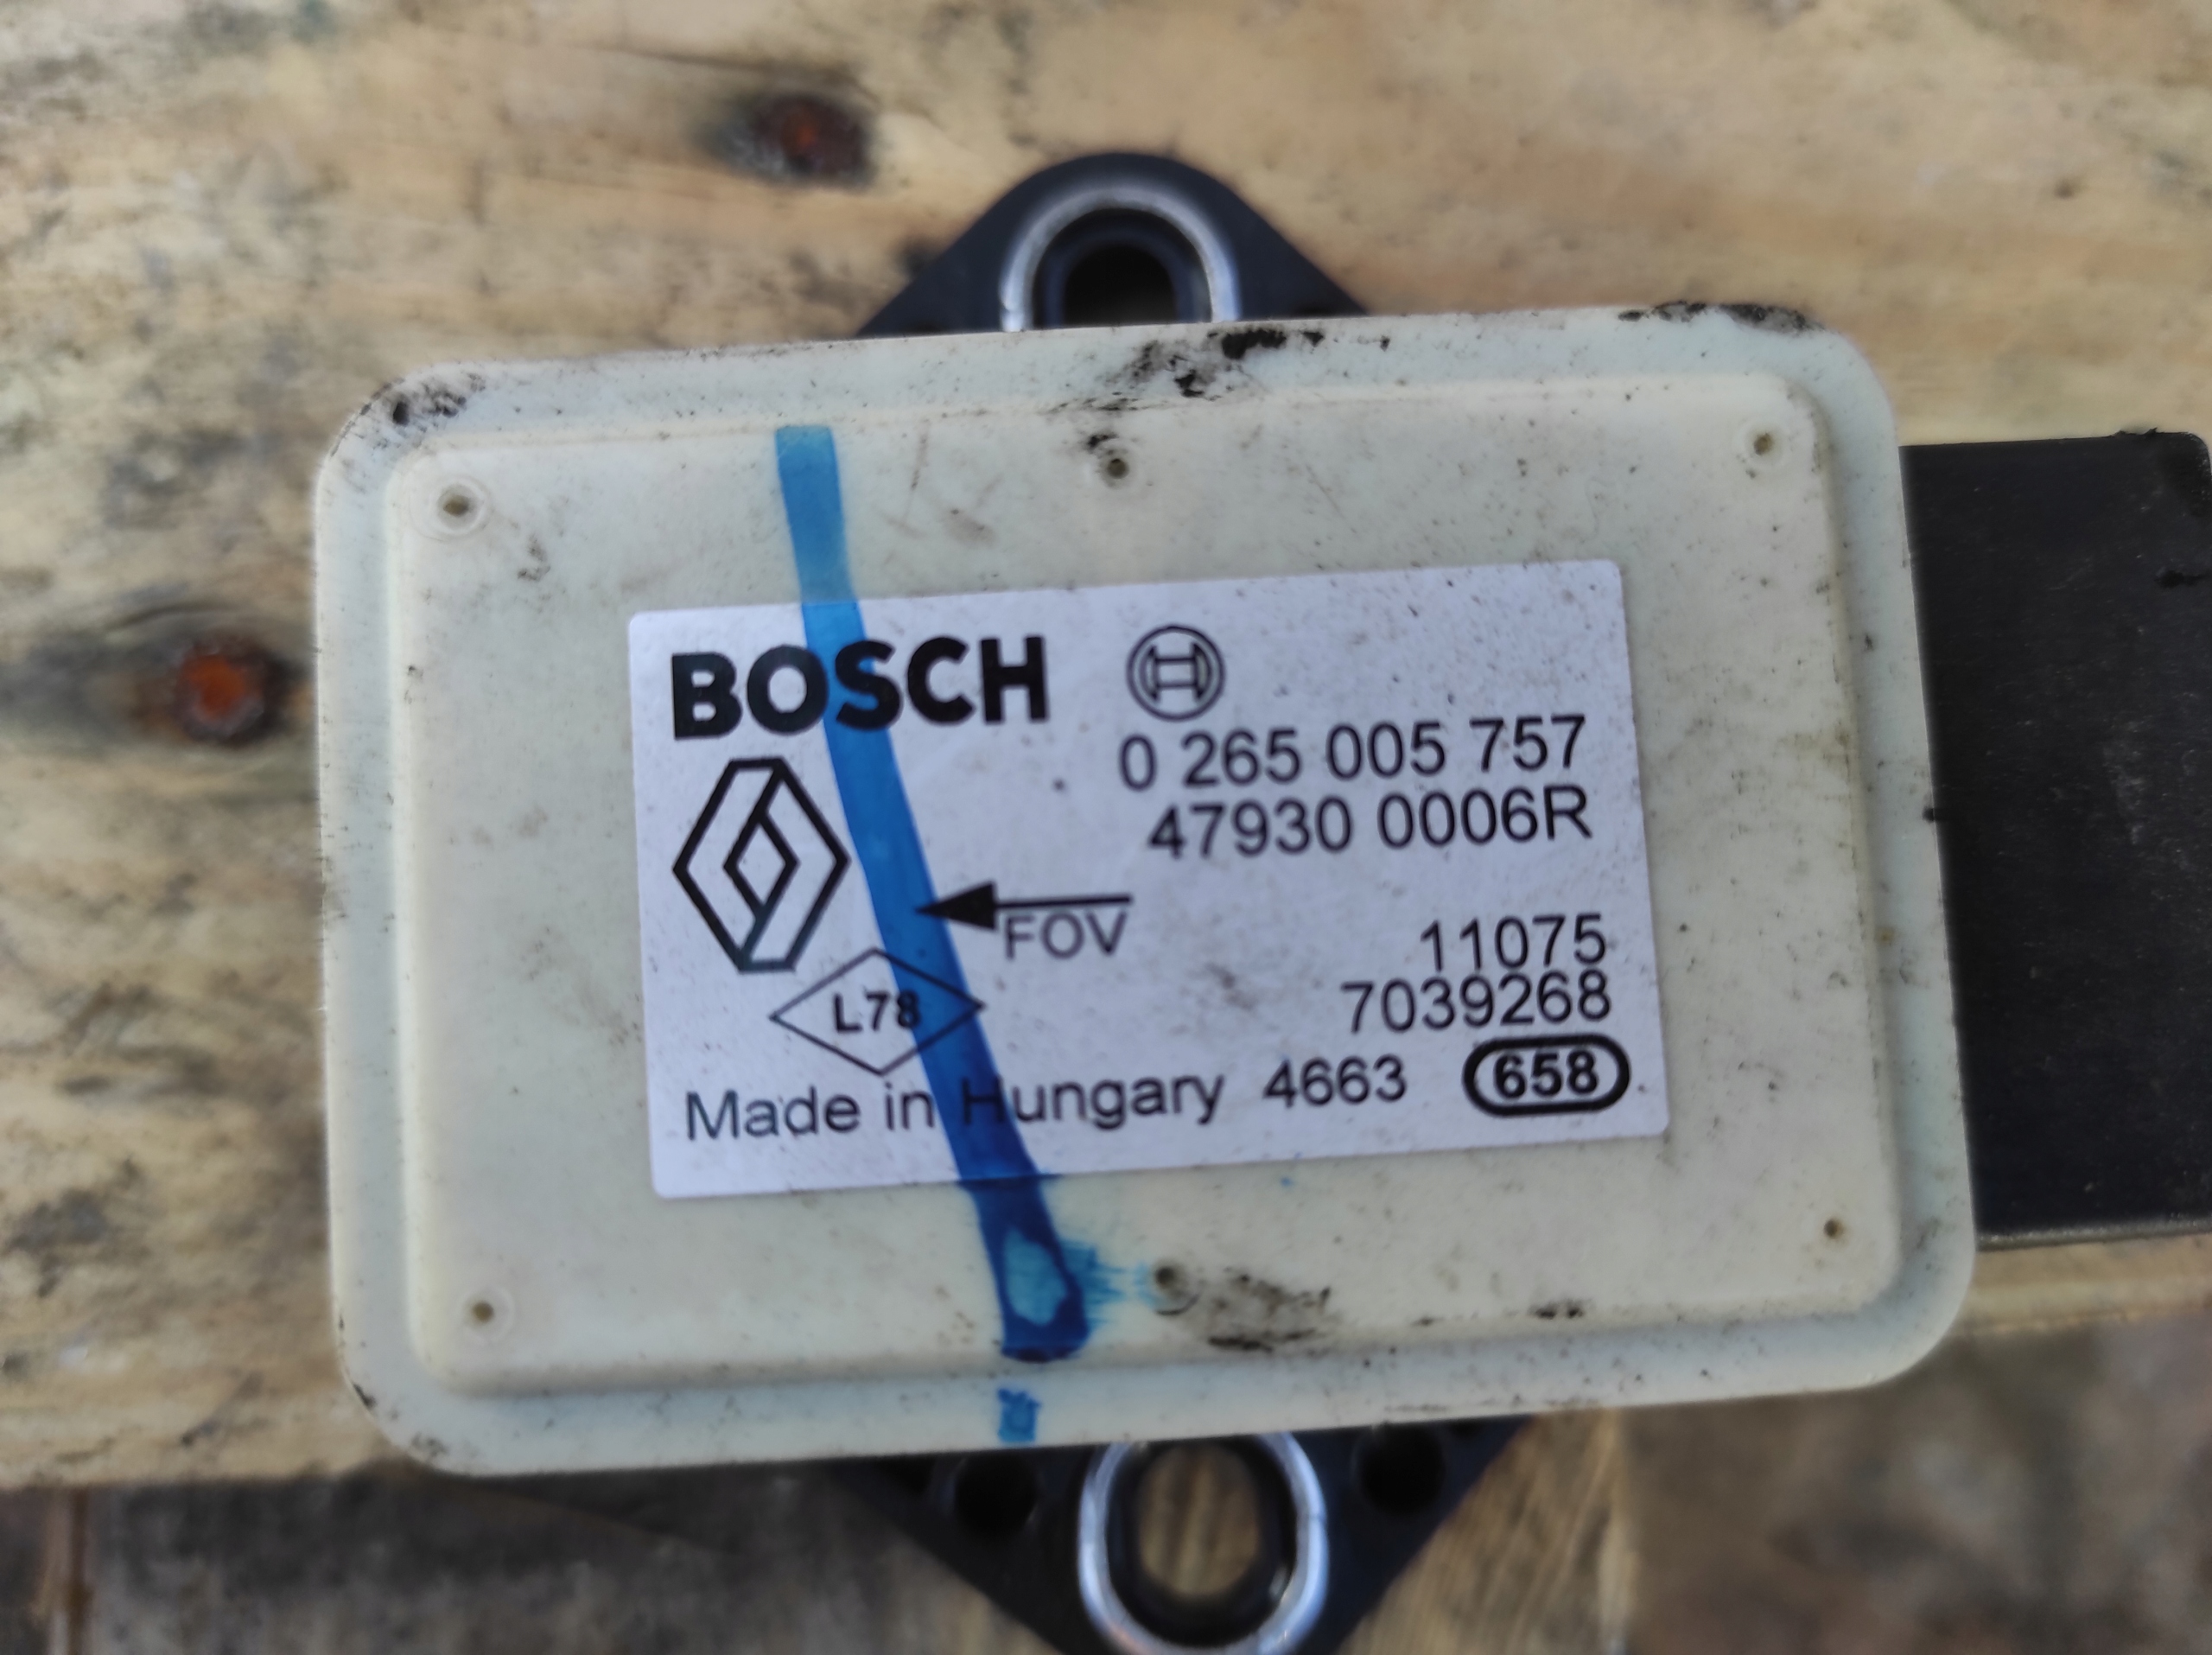 BOSCH
0 265 005 757
47930 0006R
FOV
11075
L78
7039268
Made in Hungary 4663 658